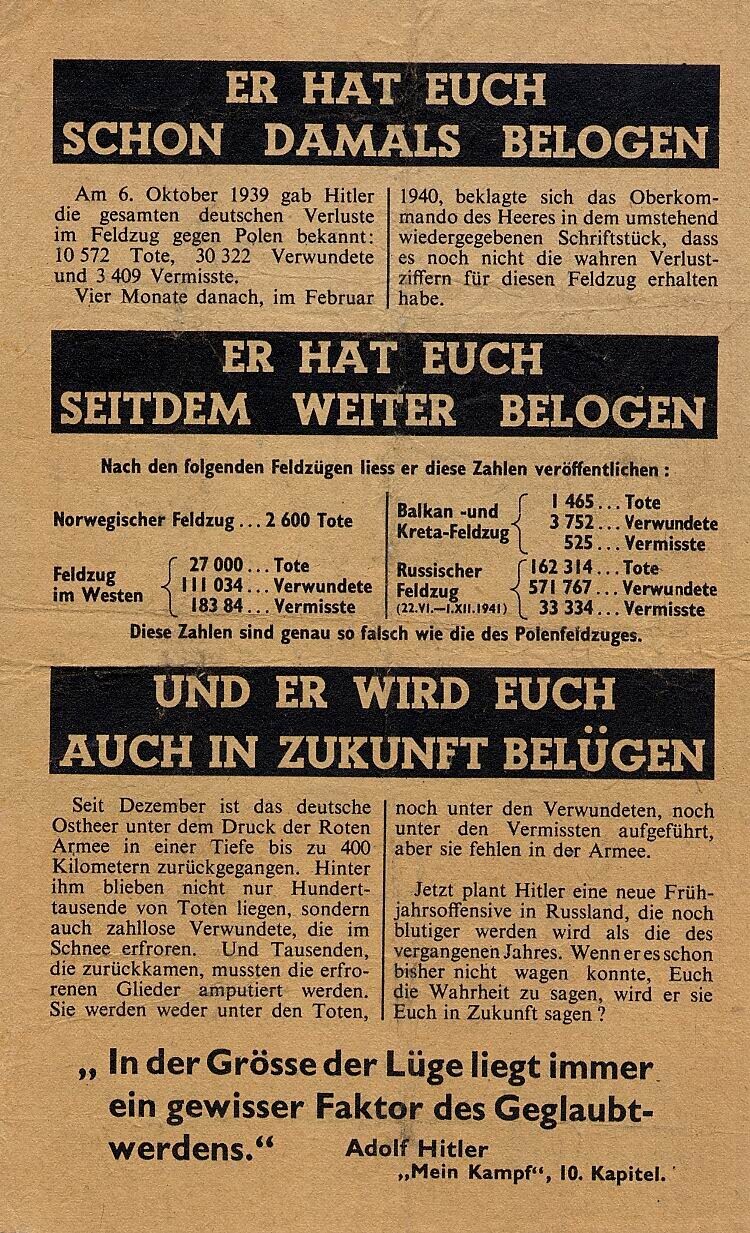 ER HAT EUCH
SCHON DAMALS BELOGEN
Am 6. Oktober 1939 gab Hitler
die gesamten deutschen Verluste
im Feldzug gegen Polen bekannt:
10 572 Tote, 30 322 Verwundete
und 3 409 Vermisste.
Vier Monate danach, im Februar
1940, beklagte sich das Oberkom-
mando des Heeres in dem umstehend
wiedergegebenen Schriftstück, dass
es noch nicht die wahren Verlust-
ziffern für diesen Feldzug erhalten
habe.
ER HAT EUCH
SEITDEM WEITER BELOGEN
Nach den folgenden Feldzügen liess er diese Zahlen veröffentlichen :
Norwegischer Feldzug... 2 600 Tote
Feldzug
im Westen
27 000... Tote
111 034... Verwundete
183 84... Vermisste
Balkan -und
Kreta-Feldzug
1 465... Tote
3 752... Verwundete
525... Vermisste
Russischer
Feldzug
(22.VI.—1.XII.1941)
162 314... Tote
571 767... Verwundete
33 334... Vermisste
Diese Zahlen sind genau so falsch wie die des Polenfeldzuges.
UND ER WIRD EUCH
AUCH IN ZUKUNFT BELÜGEN
Seit Dezember ist das deutsche
Ostheer unter dem Druck der Roten
Armee in einer Tiefe bis zu 400
Kilometern zurückgegangen. Hinter
ihm blieben nicht nur Hundert-
tausende von Toten liegen, sondern
auch zahllose Verwundete, die im
Schnee erfroren. Und Tausenden,
die zurückkamen, mussten die erfro-
renen Glieder amputiert werden.
Sie werden weder unter den Toten,
noch unter den Verwundeten, noch
unter den Vermissten aufgeführt,
aber sie fehlen in der Armee.
Jetzt plant Hitler eine neue Früh-
jahrsoffensive in Russland, die noch
blutiger werden wird als die des
vergangenen Jahres. Wenn er es schon
bisher nicht wagen konnte, Euch
die Wahrheit zu sagen, wird er sie
Euch in Zukunft sagen ?
„ In der Grösse der Lüge liegt immer
ein gewisser Faktor des Geglaubt-
werdens.“ Adolf Hitler
„Mein Kampf“, 10. Kapitel.